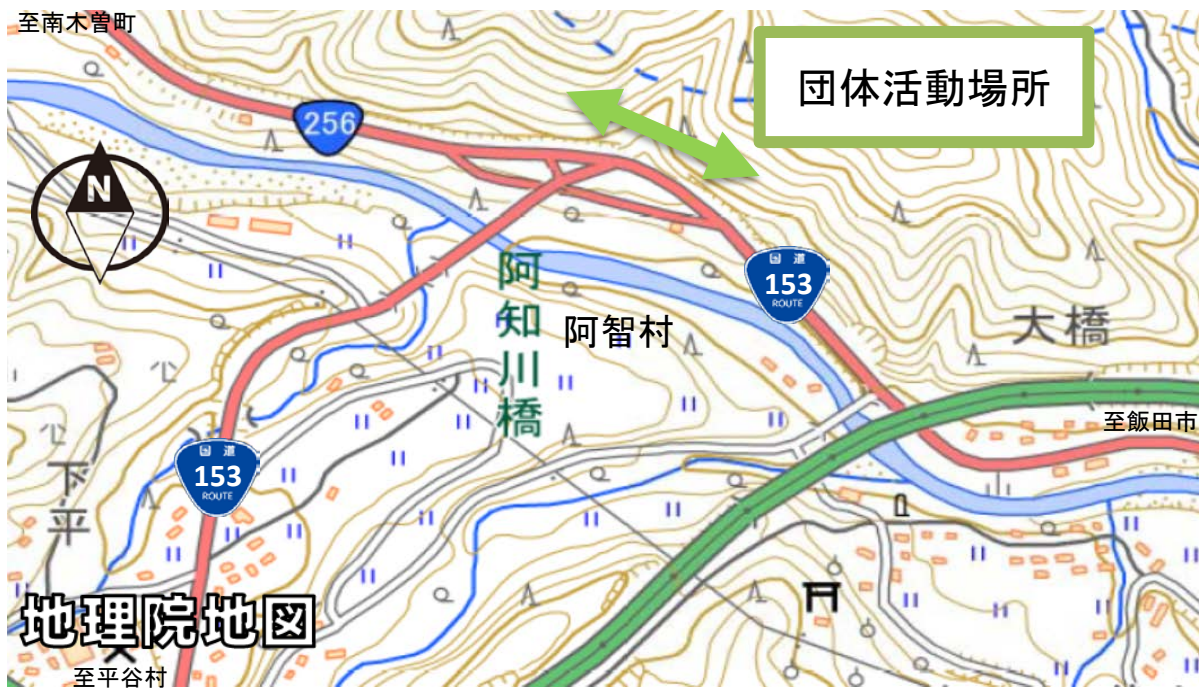 至南木曽町
団体活動場所
256
N
国道
153
ROUTE
阿知川橋
阿智村
大橋
至飯田市
国道
153
ROUTE
下平
地理院地図
至平谷村